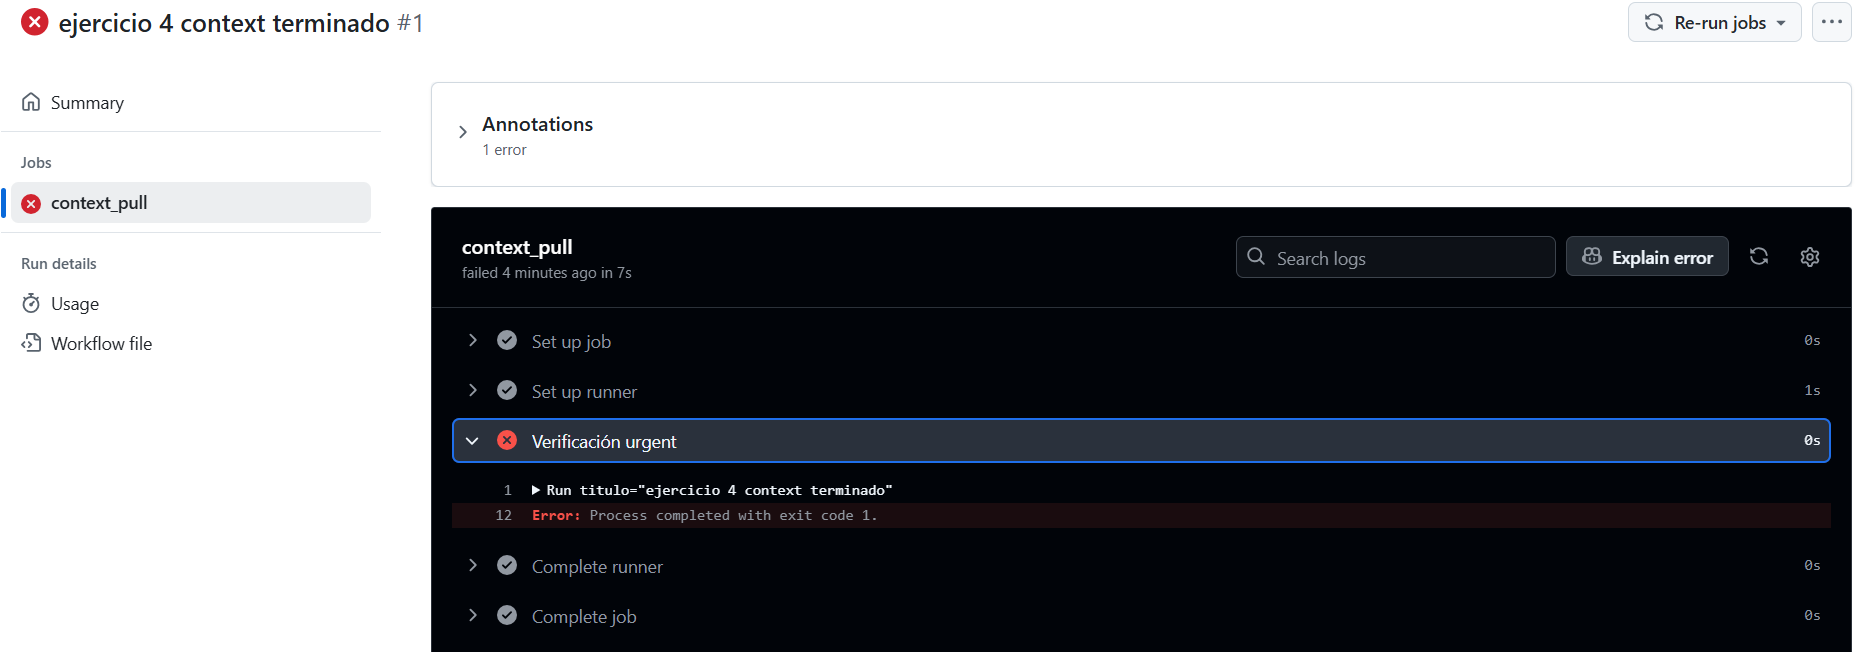 ejercicio 4 context terminado #1
Re-run jobs
Summary
Jobs
context_pull
Run details
Usage
Workflow file
Annotations
1 error
context_pull
failed 4 minutes ago in 7s
Search logs
Explain error
Set up job 0s
Set up runner 1s
Verificación urgent 0s
1 Run titulo="ejercicio 4 context terminado"
12 Error: Process completed with exit code 1.
Complete runner 0s
Complete job 0s